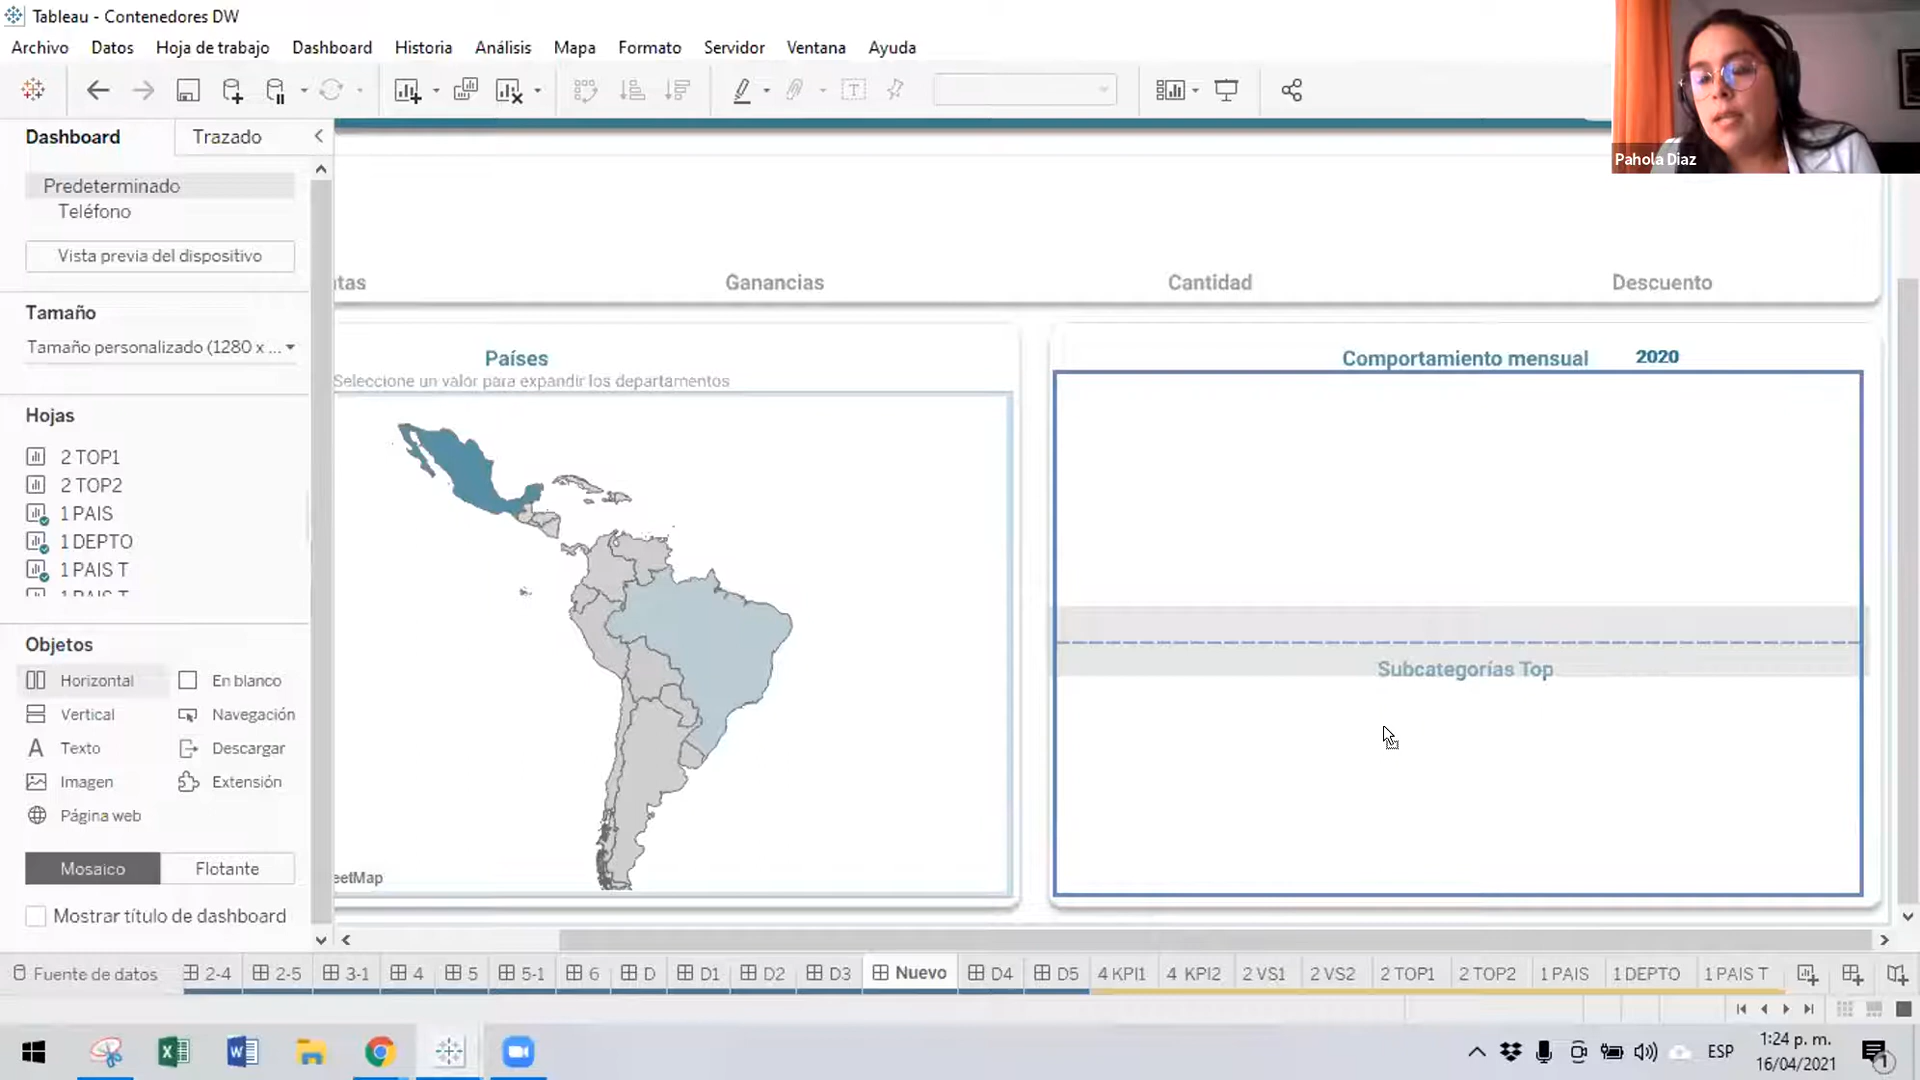 Tableau - Contenedores DW
Archivo Datos Hoja de trabajo Dashboard Historia Análisis Mapa Formato Servidor Ventana Ayuda
Pahola Diaz
Dashboard Trazado
Predeterminado
Teléfono
Vista previa del dispositivo
Tamaño
Tamaño personalizado (1280 x ...
Hojas
2 TOP1
2 TOP2
1 PAIS
1 DEPTO
1 PAIS T
1 PAIS T
Objetos
Horizontal En blanco
Vertical Navegación
Texto Descargar
Imagen Extensión
Página web
Mosaico Flotante
Mostrar título de dashboard
tas Ganancias Cantidad Descuento
Países
Seleccione un valor para expandir los departamentos
eetMap
Comportamiento mensual 2020
Subcategorías Top
Fuente de datos 2-4 2-5 3-1 4 5 5-1 6 D D1 D2 D3 Nuevo D4 D5 4 KPI1 4 KPI2 2 VS1 2 VS2 2 TOP1 2 TOP2 1 PAIS 1 DEPTO 1 PAIS T
ESP
1:24 p. m.
16/04/2021
1